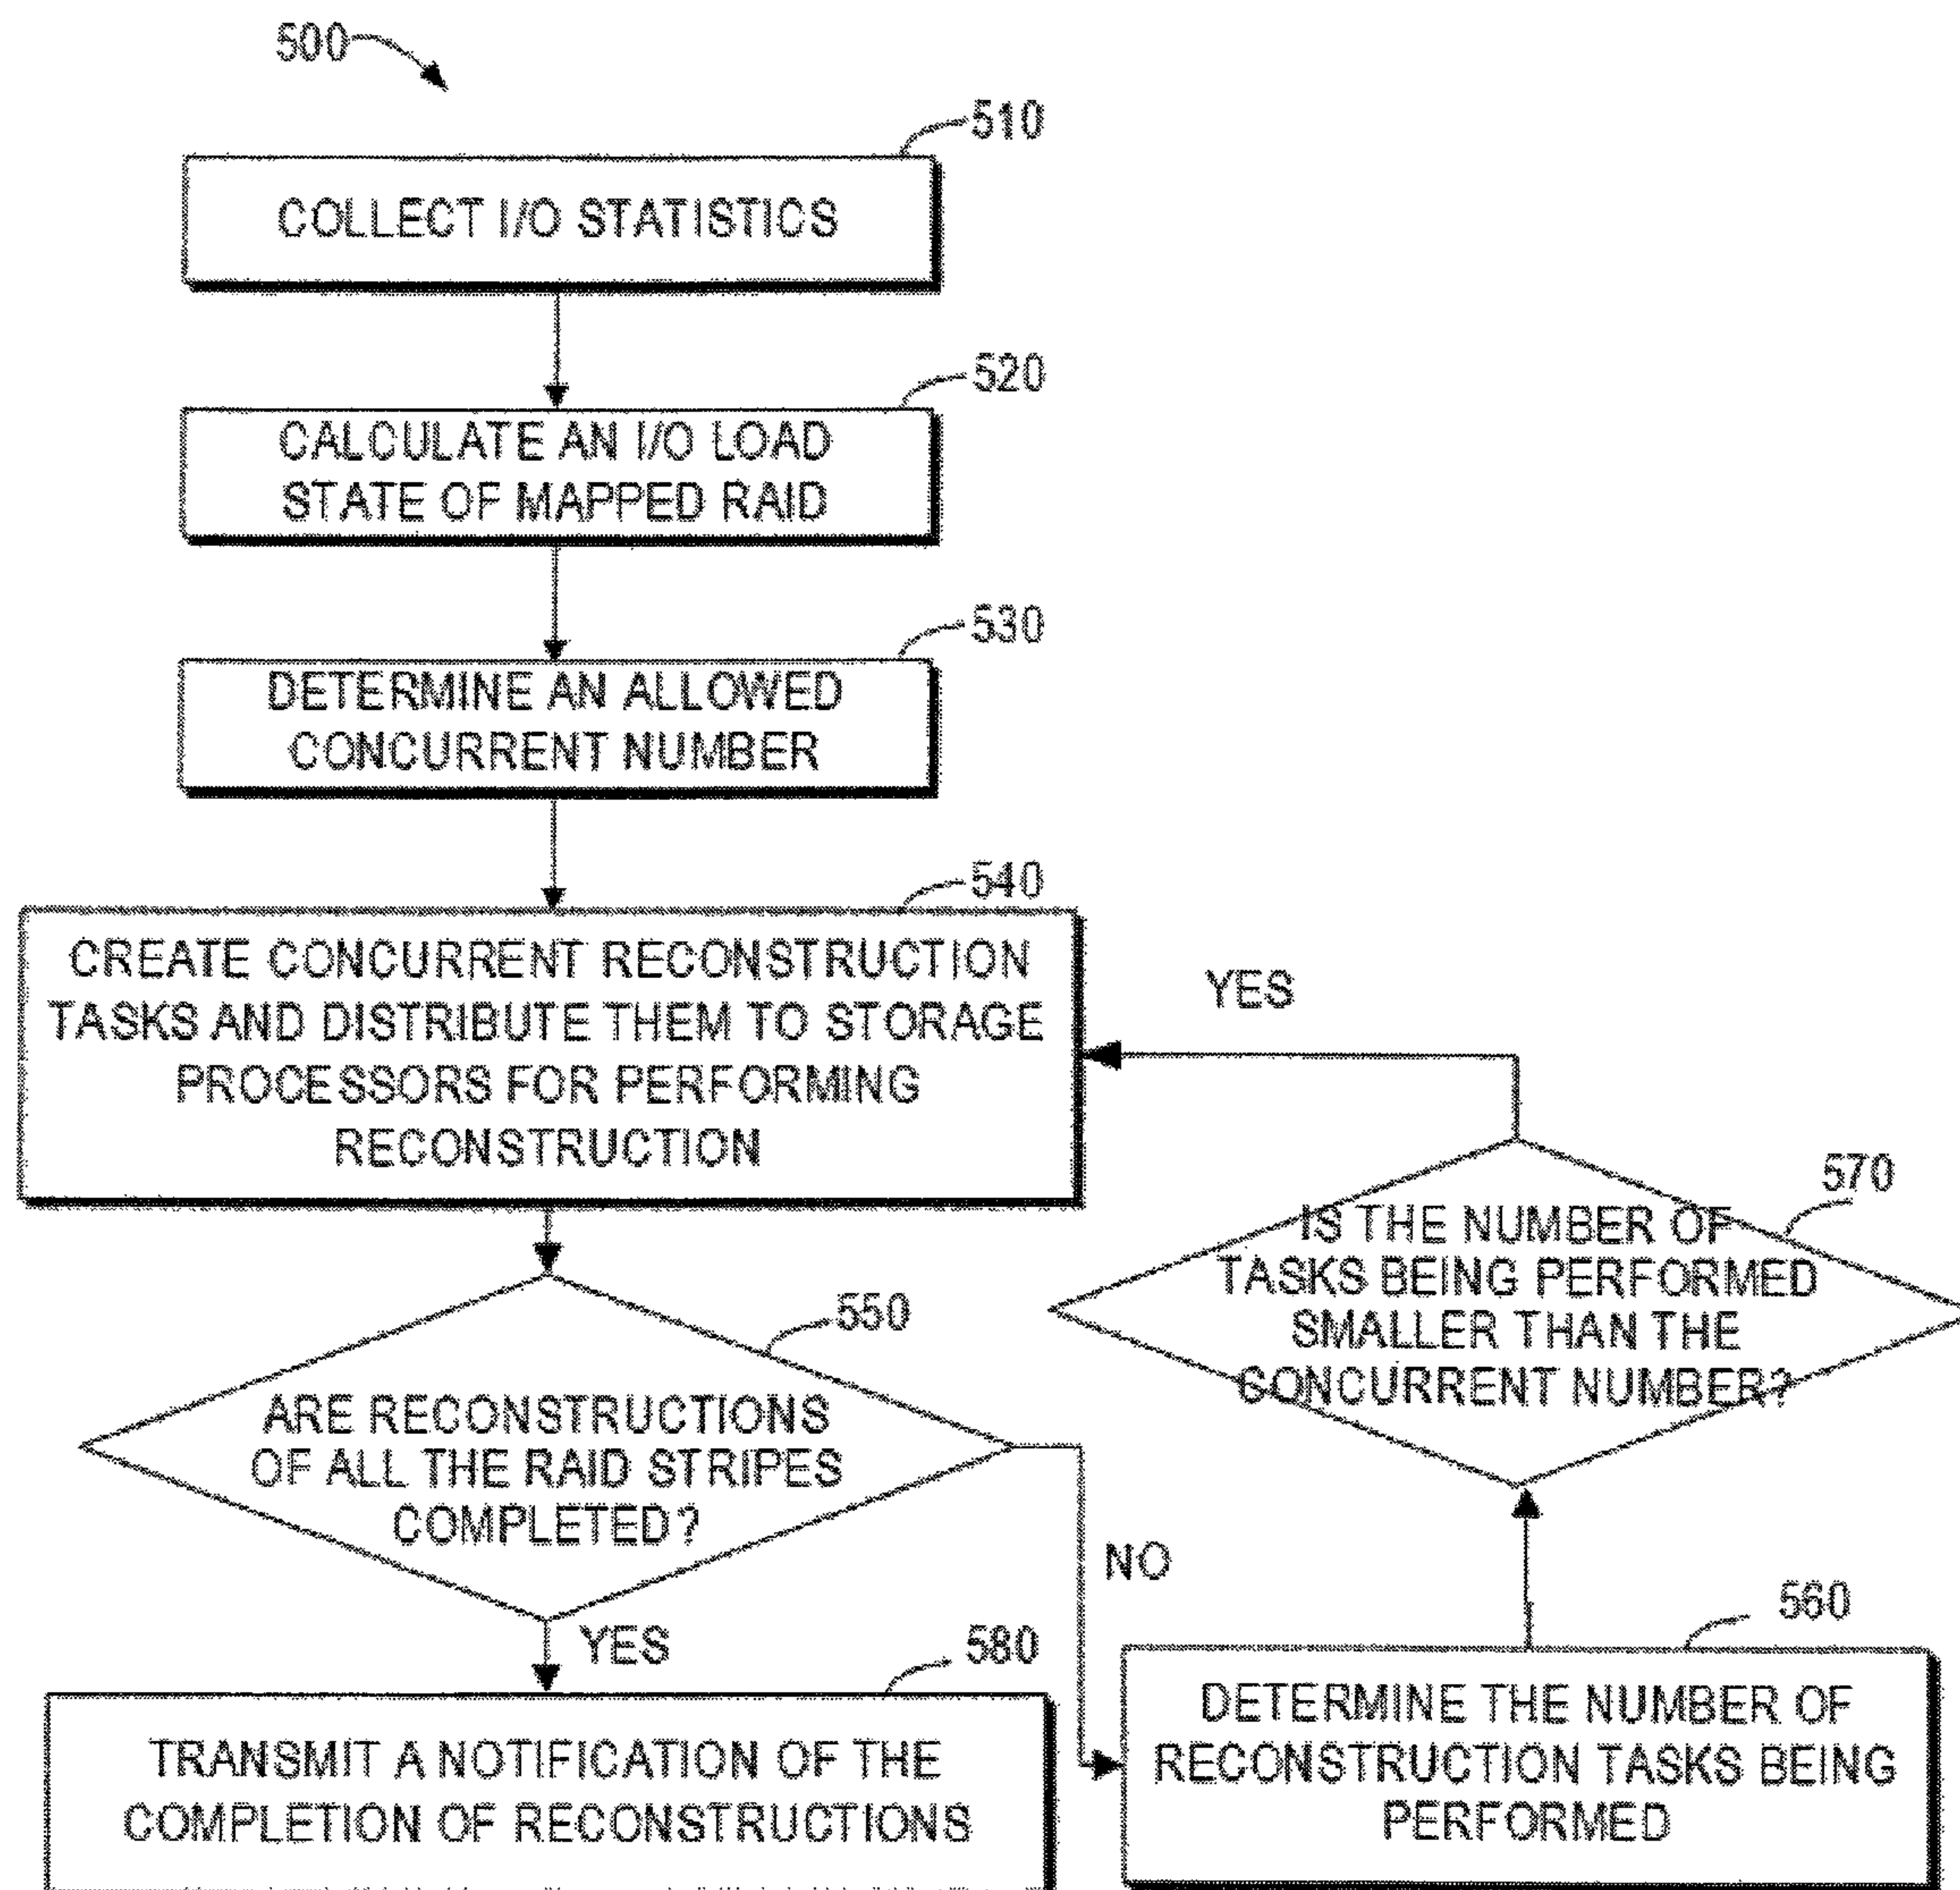 500
510
COLLECT I/O STATISTICS
520
CALCULATE AN I/O LOAD
STATE OF MAPPED RAID
530
DETERMINE AN ALLOWED
CONCURRENT NUMBER
540
CREATE CONCURRENT RECONSTRUCTION
TASKS AND DISTRIBUTE THEM TO STORAGE
PROCESSORS FOR PERFORMING
RECONSTRUCTION
YES
570
IS THE NUMBER OF
TASKS BEING PERFORMED
SMALLER THAN THE
CONCURRENT NUMBER?
550
ARE RECONSTRUCTIONS
OF ALL THE RAID STRIPES
COMPLETED?
NO
YES
560
DETERMINE THE NUMBER OF
RECONSTRUCTION TASKS BEING
PERFORMED
580
TRANSMIT A NOTIFICATION OF THE
COMPLETION OF RECONSTRUCTIONS